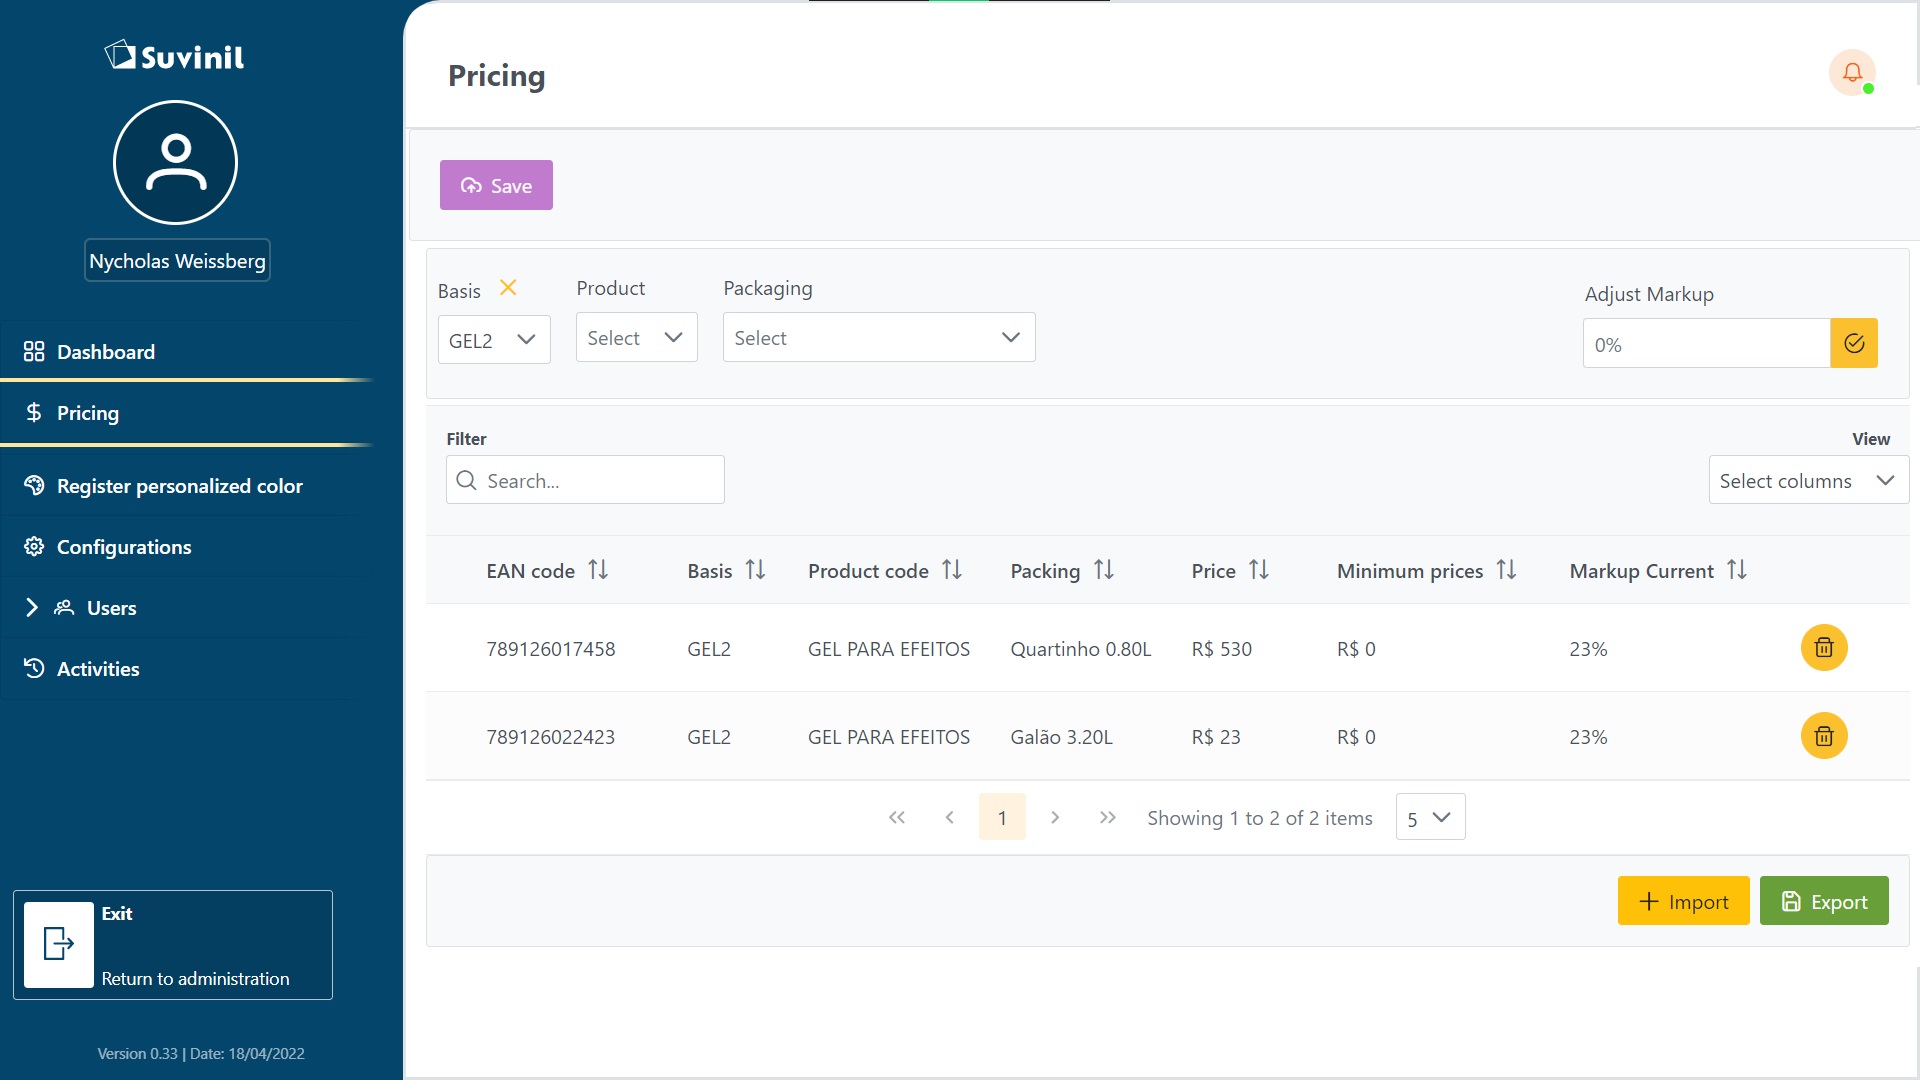 Suvinil
Nycholas Weissberg
Dashboard
Pricing
Register personalized color
Configurations
Users
Activities
Exit
Return to administration
Version 0.33 | Date: 18/04/2022
Pricing
Save
Basis Product Packaging Adjust Markup
GEL2 Select Select 0%
Filter View
Search... Select columns
EAN code Basis Product code Packing Price Minimum prices Markup Current
789126017458 GEL2 GEL PARA EFEITOS Quartinho 0.80L R$ 530 R$ 0 23%
789126022423 GEL2 GEL PARA EFEITOS Galão 3.20L R$ 23 R$ 0 23%
1 Showing 1 to 2 of 2 items 5
Import Export